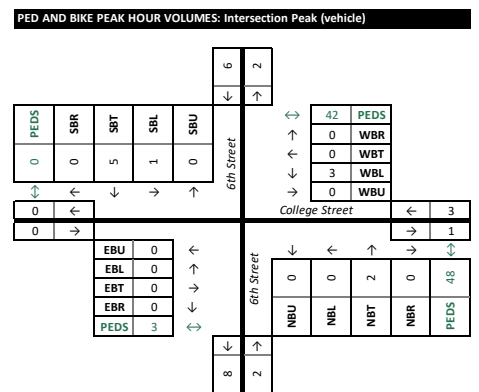 PED AND BIKE PEAK HOUR VOLUMES: Intersection Peak (vehicle)
6 2
↓ ↑
PEDS SBR SBT SBL SBU
0 0 5 1 0
↕ ← ↓ → ↑
6th Street
↔ 42 PEDS
↑ 0 WBR
← 0 WBT
↓ 3 WBL
→ 0 WBU
0 ←
0 →
College Street
← 3
→ 1
EBU 0 ←
EBL 0 ↑
EBT 0 →
EBR 0 ↓
PEDS 3 ↔
6th Street
↓ ← ↑ → ↕
0 0 2 0 48
NBU NBL NBT NBR PEDS
↓ ↑
8 2